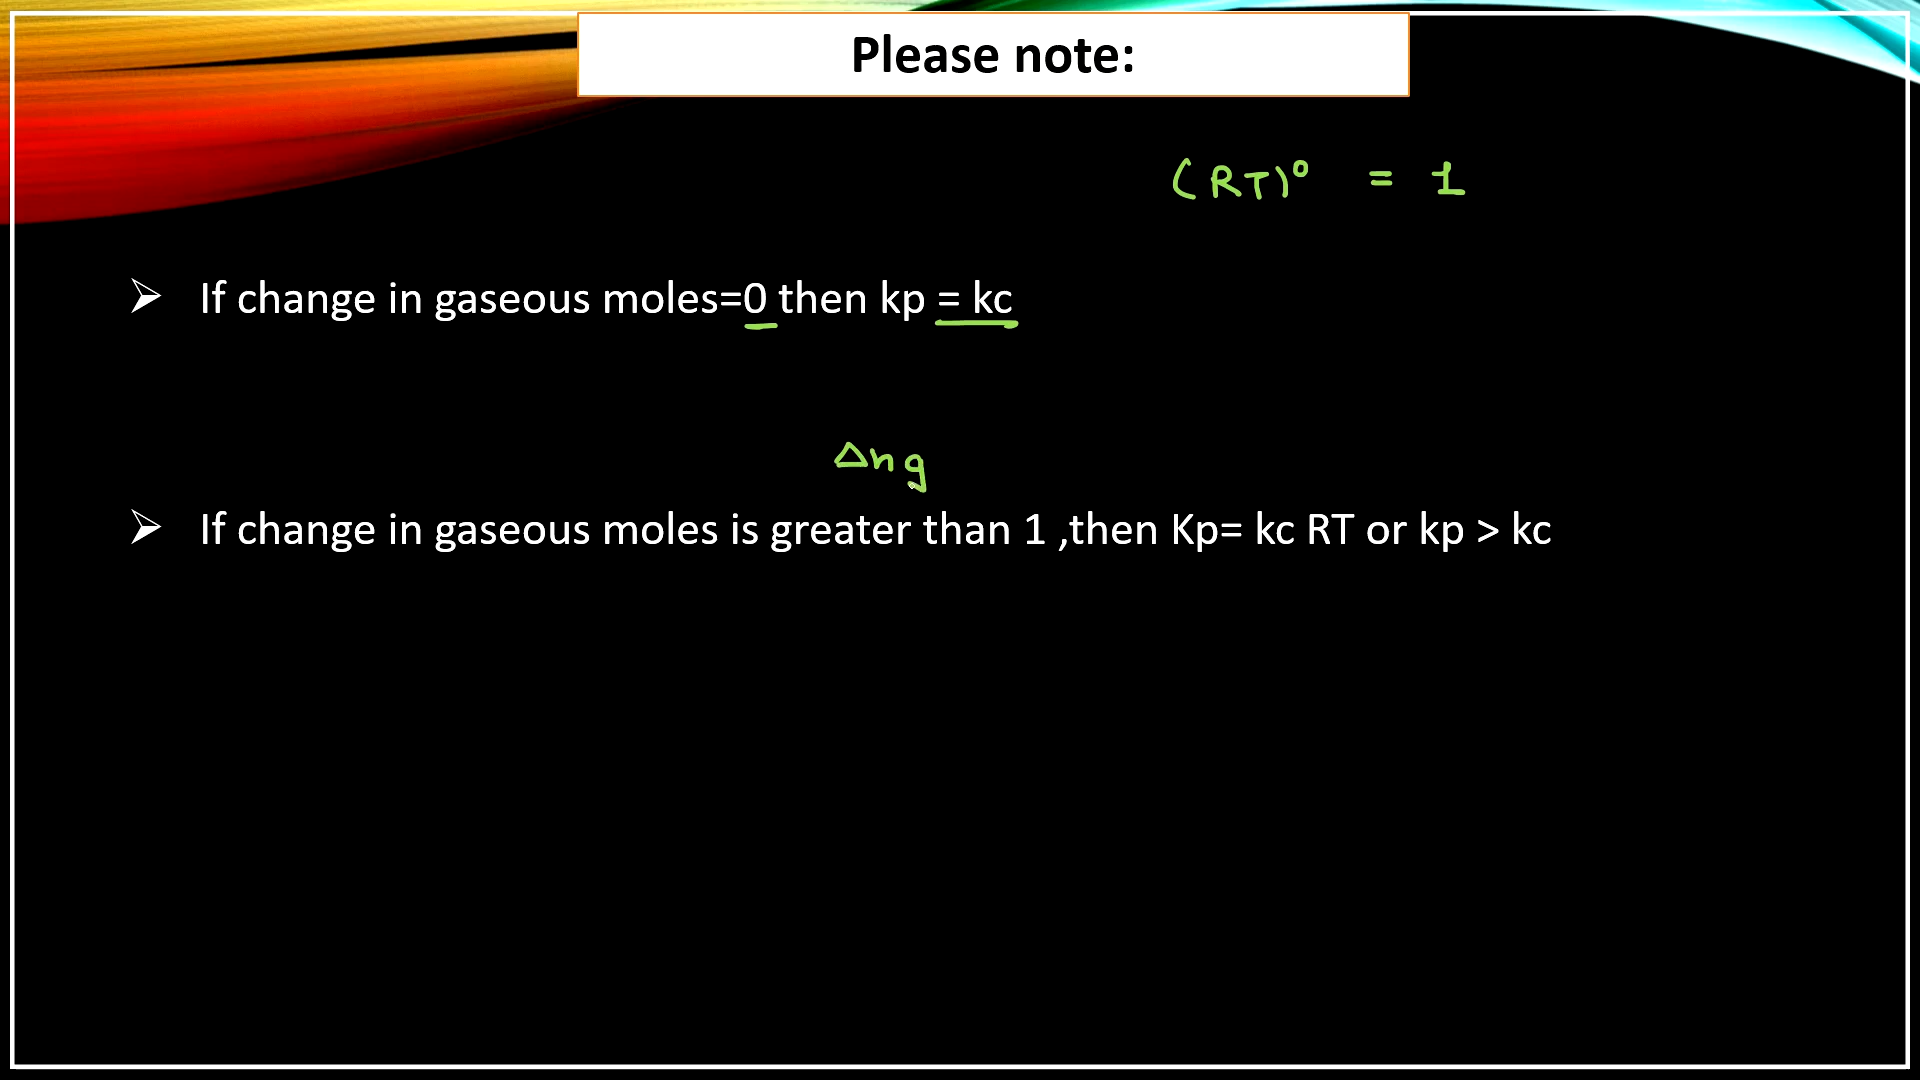 Please note:
(RT)⁰ = 1
➢ If change in gaseous moles=0 then kp = kc
Δng
➢ If change in gaseous moles is greater than 1 ,then Kp= kc RT or kp > kc